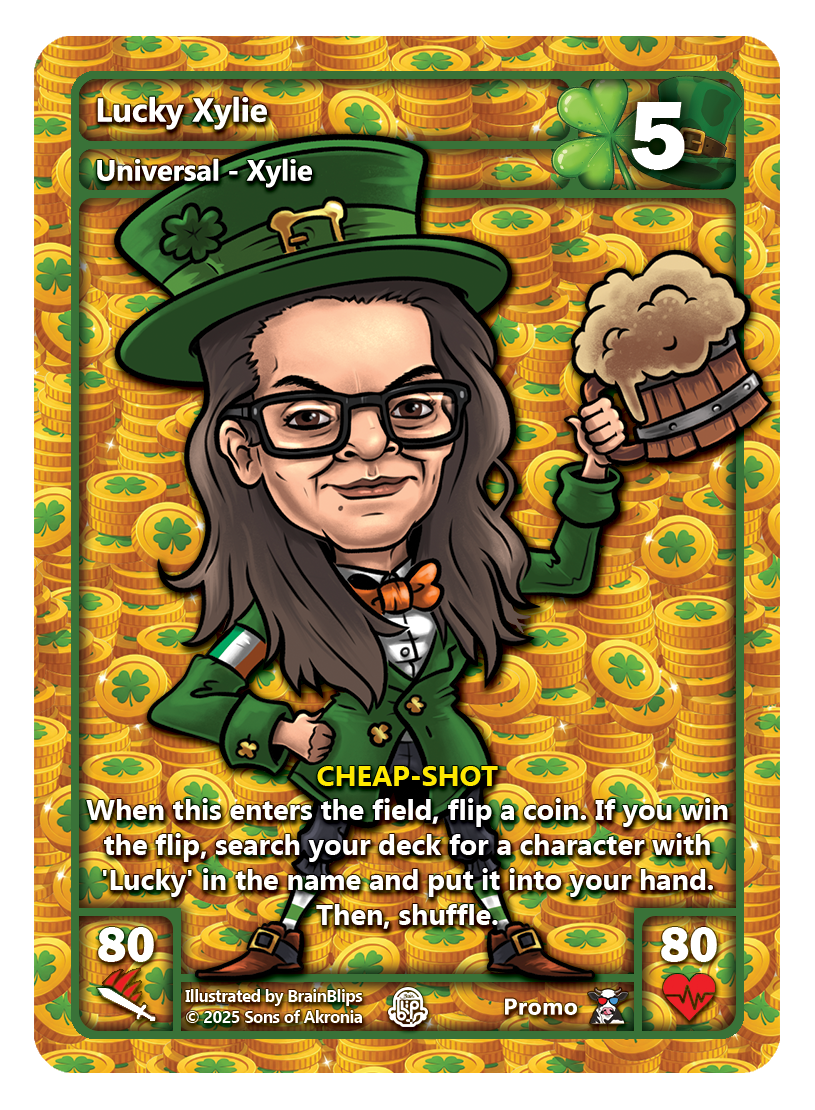 Lucky Xylie
5
Universal - Xylie
CHEAP-SHOT
When this enters the field, flip a coin. If you win
the flip, search your deck for a character with
'Lucky' in the name and put it into your hand.
Then, shuffle.
80
80
Illustrated by BrainBlips
© 2025 Sons of Akronia
blip
Promo